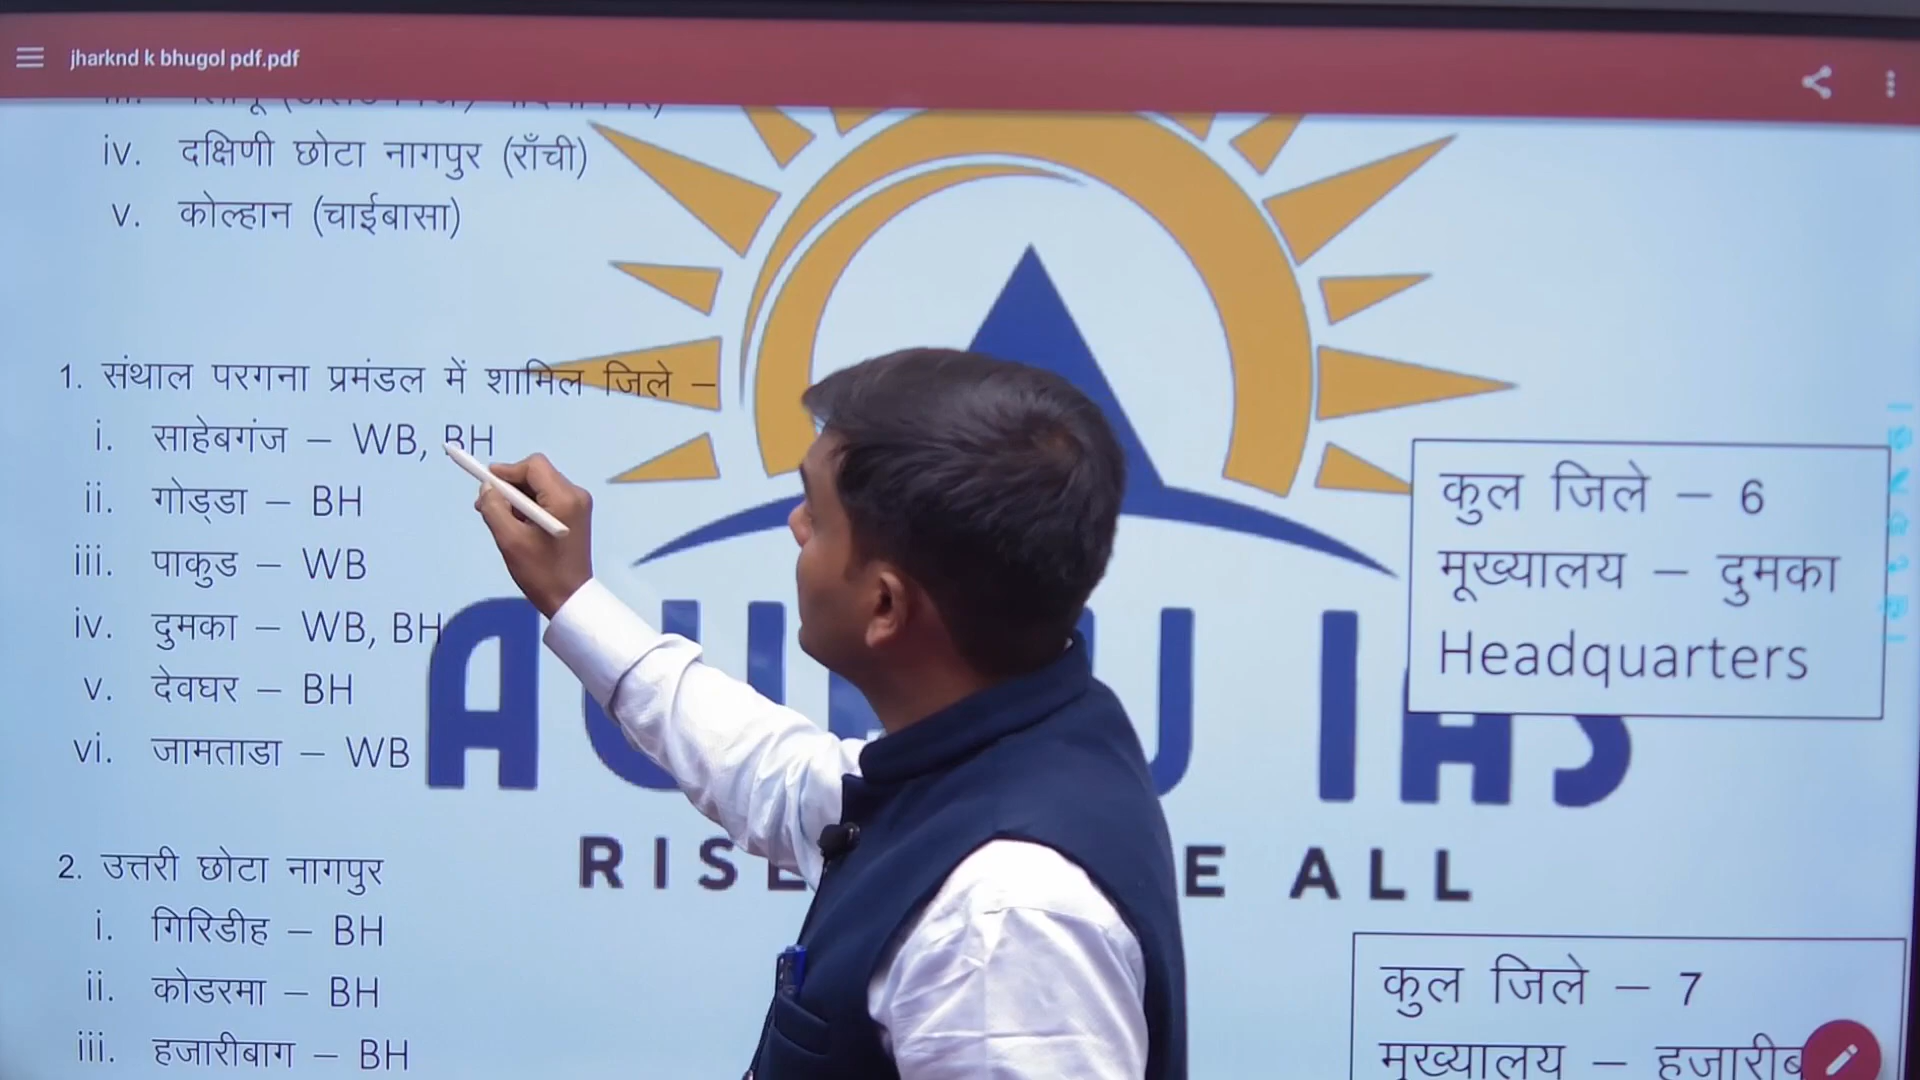 jharknd k bhugol pdf.pdf
iv. दक्षिणी छोटा नागपुर (राँची)
v. कोल्हान (चाईबासा)
1. संथाल परगना प्रमंडल में शामिल जिले –
i. साहेबगंज – WB, BH
ii. गोड्डा – BH
iii. पाकुड – WB
iv. दुमका – WB, BH
v. देवघर – BH
vi. जामताडा – WB
कुल जिले – 6
मूख्यालय – दुमका
Headquarters
IAS
RISE ALL
2. उत्तरी छोटा नागपुर
i. गिरिडीह – BH
ii. कोडरमा – BH
iii. हजारीबाग – BH
कुल जिले – 7
मुख्यालय – हजारीब